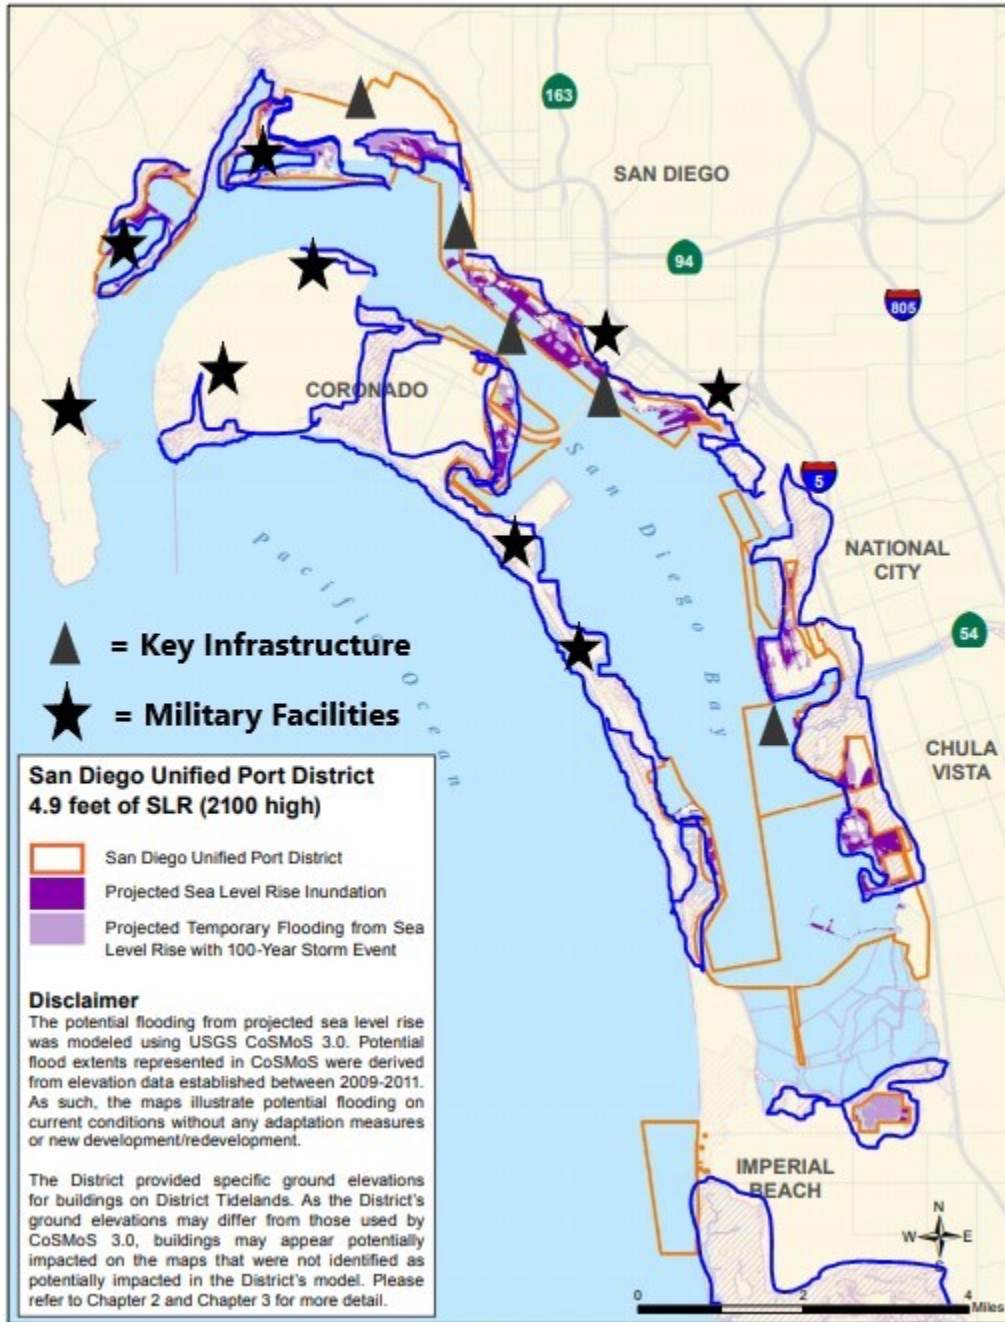 163
SAN DIEGO
94
805
CORONADO
San Diego Bay
5
Pacific Ocean
NATIONAL
CITY
54
▲ = Key Infrastructure
★ = Military Facilities
CHULA
VISTA
San Diego Unified Port District
4.9 feet of SLR (2100 high)
San Diego Unified Port District
Projected Sea Level Rise Inundation
Projected Temporary Flooding from Sea
Level Rise with 100-Year Storm Event
Disclaimer
The potential flooding from projected sea level rise
was modeled using USGS CoSMoS 3.0. Potential
flood extents represented in CoSMoS were derived
from elevation data established between 2009-2011.
As such, the maps illustrate potential flooding on
current conditions without any adaptation measures
or new development/redevelopment.
The District provided specific ground elevations
for buildings on District Tidelands. As the District's
ground elevations may differ from those used by
CoSMoS 3.0, buildings may appear potentially
impacted on the maps that were not identified as
potentially impacted in the District's model. Please
refer to Chapter 2 and Chapter 3 for more detail.
IMPERIAL
BEACH
N
W E
S
0 2 4
Miles